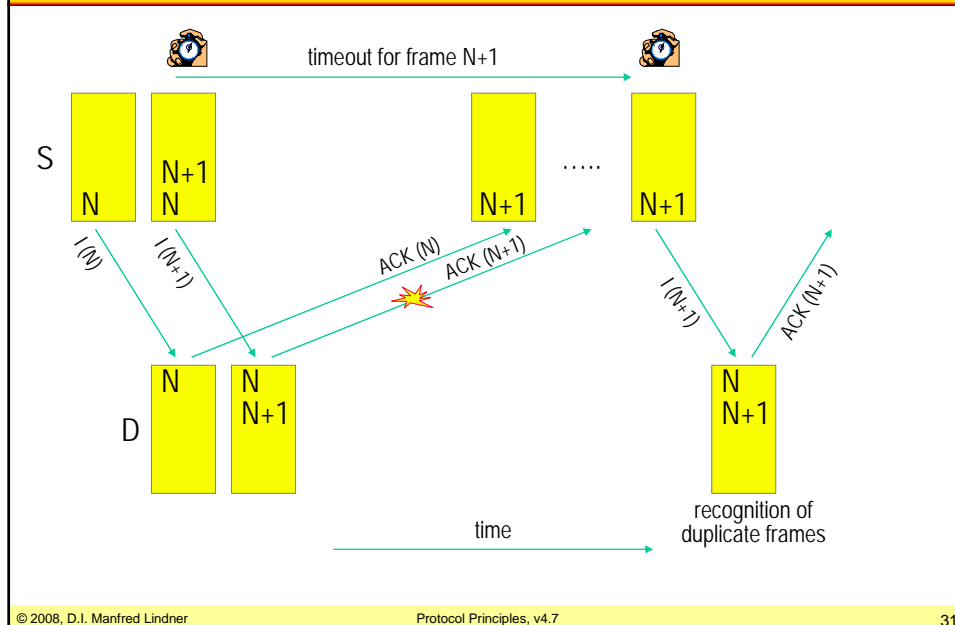 timeout for frame N+1
S
N
N+1
N
N+1
.....
N+1
I (N)
I (N+1)
ACK (N)
ACK (N+1)
I (N+1)
ACK (N+1)
D
N
N
N+1
N
N+1
recognition of
duplicate frames
time
© 2008, D.I. Manfred Lindner
Protocol Principles, v4.7
31